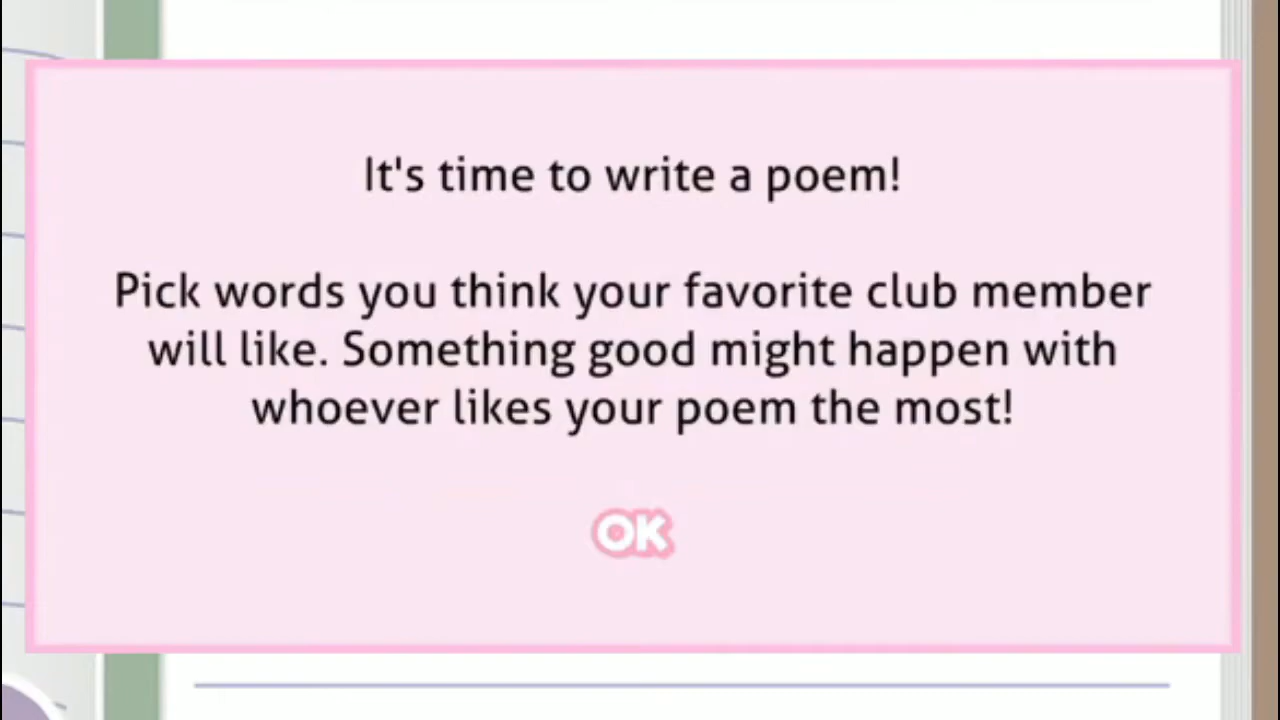 It's time to write a poem!
Pick words you think your favorite club member
will like. Something good might happen with
whoever likes your poem the most!
OK